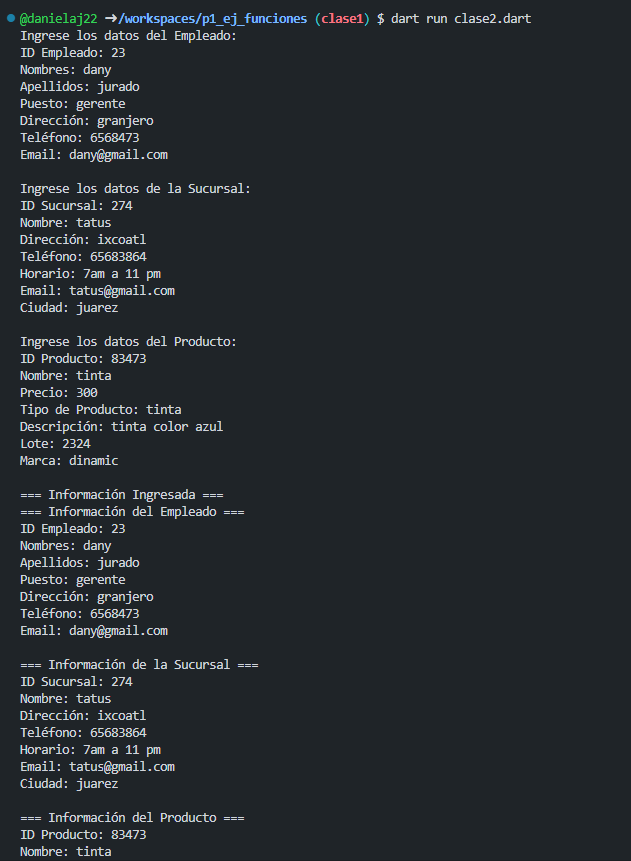 @danielaj22 →/workspaces/p1_ej_funciones (clase1) $ dart run clase2.dart
Ingrese los datos del Empleado:
ID Empleado: 23
Nombres: dany
Apellidos: jurado
Puesto: gerente
Dirección: granjero
Teléfono: 6568473
Email: dany@gmail.com

Ingrese los datos de la Sucursal:
ID Sucursal: 274
Nombre: tatus
Dirección: ixcoatl
Teléfono: 65683864
Horario: 7am a 11 pm
Email: tatus@gmail.com
Ciudad: juarez

Ingrese los datos del Producto:
ID Producto: 83473
Nombre: tinta
Precio: 300
Tipo de Producto: tinta
Descripción: tinta color azul
Lote: 2324
Marca: dinamic

=== Información Ingresada ===
=== Información del Empleado ===
ID Empleado: 23
Nombres: dany
Apellidos: jurado
Puesto: gerente
Dirección: granjero
Teléfono: 6568473
Email: dany@gmail.com

=== Información de la Sucursal ===
ID Sucursal: 274
Nombre: tatus
Dirección: ixcoatl
Teléfono: 65683864
Horario: 7am a 11 pm
Email: tatus@gmail.com
Ciudad: juarez

=== Información del Producto ===
ID Producto: 83473
Nombre: tinta